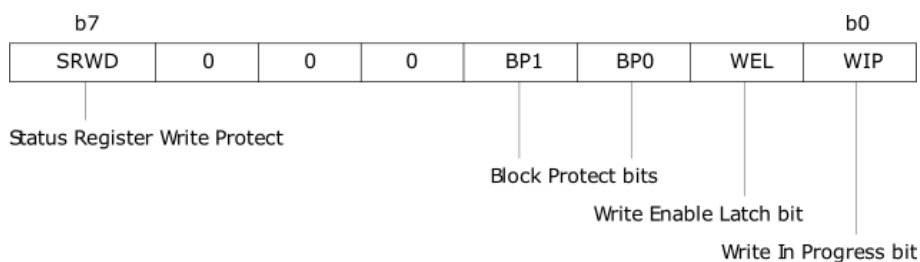 b7 b0
SRWD 0 0 0 BP1 BP0 WEL WIP
Status Register Write Protect
Block Protect bits
Write Enable Latch bit
Write In Progress bit